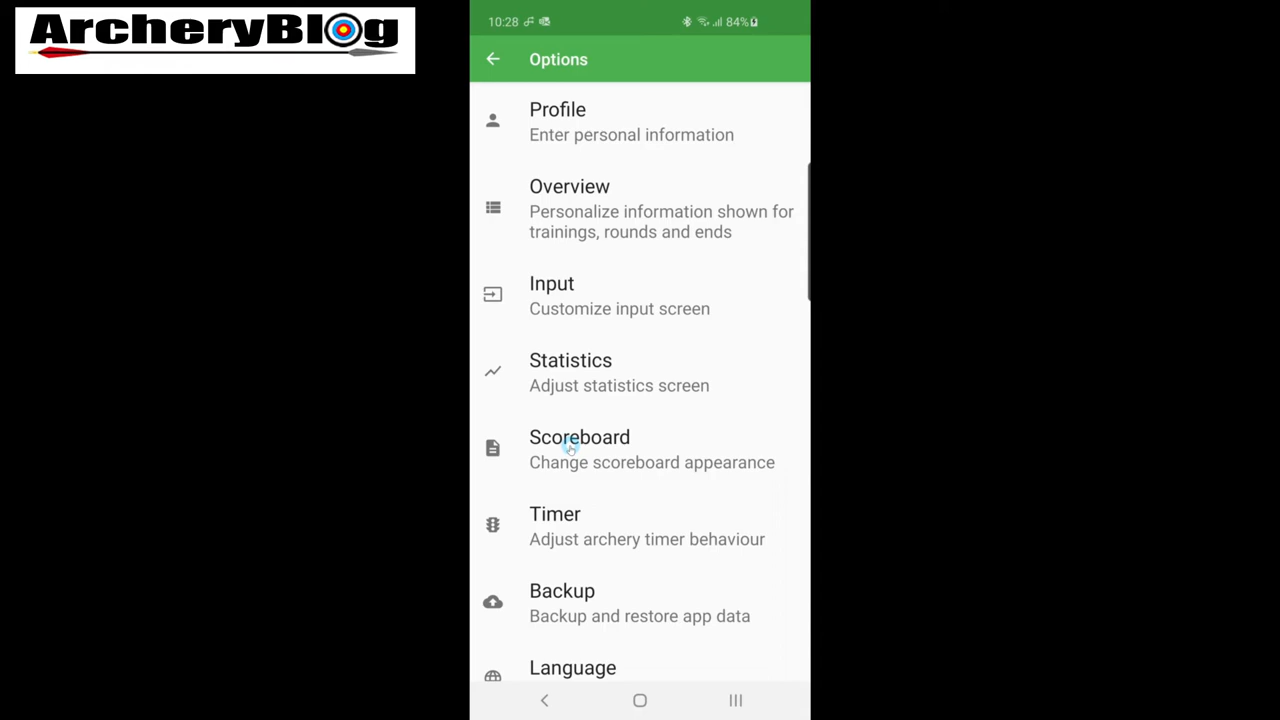 ArcheryBlog
10:28
84%
Options
Profile
Enter personal information
Overview
Personalize information shown for
trainings, rounds and ends
Input
Customize input screen
Statistics
Adjust statistics screen
Scoreboard
Change scoreboard appearance
Timer
Adjust archery timer behaviour
Backup
Backup and restore app data
Language